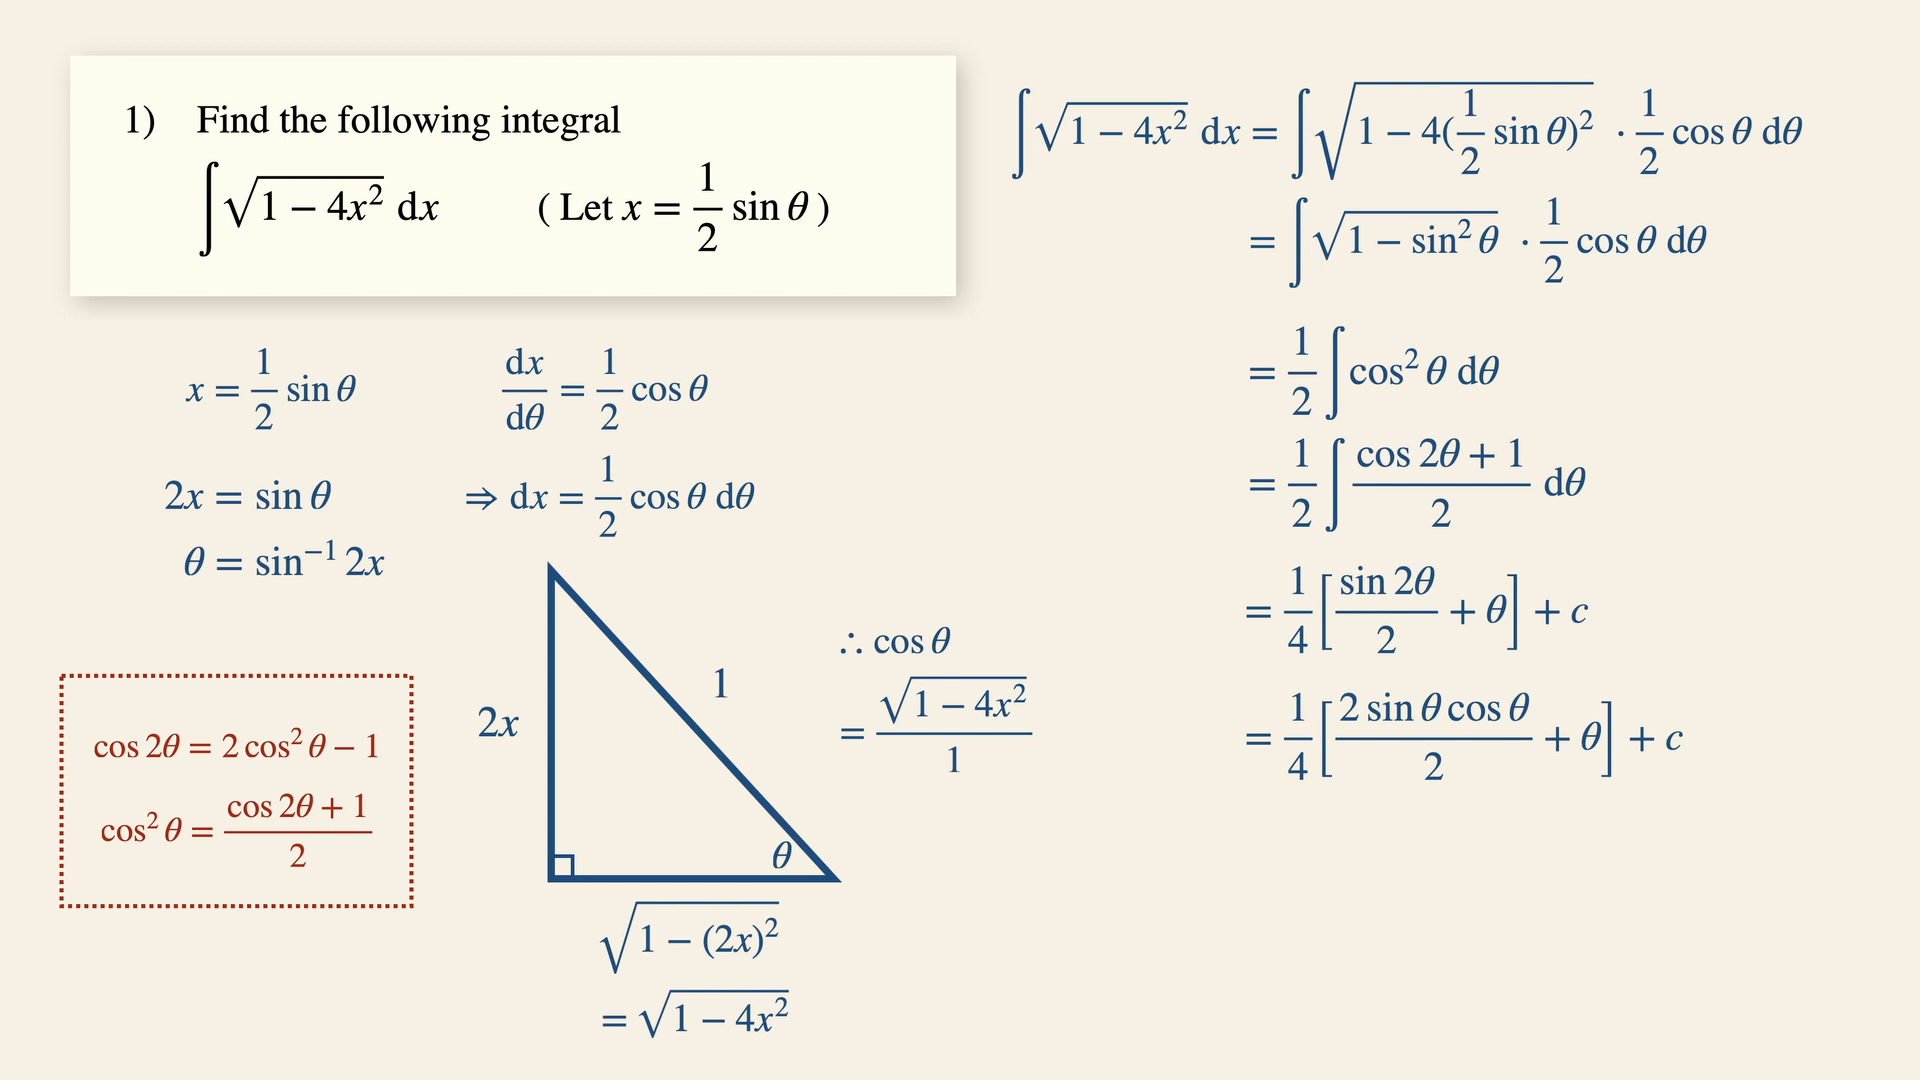 1) Find the following integral
∫√(1 − 4x²) dx ( Let x = 1/2 sin θ )
x = 1/2 sin θ
2x = sin θ
θ = sin⁻¹ 2x
dx/dθ = 1/2 cos θ
⇒ dx = 1/2 cos θ dθ
cos 2θ = 2 cos² θ − 1
cos² θ = (cos 2θ + 1)/2
2x
1
θ
√(1 − (2x)²)
= √(1 − 4x²)
∴ cos θ
= √(1 − 4x²)/1
∫√(1 − 4x²) dx = ∫√(1 − 4(1/2 sin θ)²) · 1/2 cos θ dθ
= ∫√(1 − sin² θ) · 1/2 cos θ dθ
= 1/2 ∫cos² θ dθ
= 1/2 ∫(cos 2θ + 1)/2 dθ
= 1/4 [sin 2θ/2 + θ] + c
= 1/4 [2 sin θ cos θ/2 + θ] + c